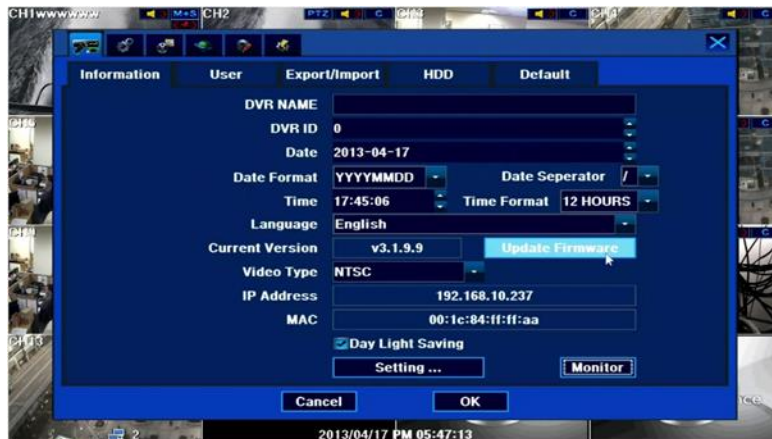 CH1wwwwww M+S CH2 PTZ C CH3 C CH4 C
Information User Export/Import HDD Default
DVR NAME
DVR ID 0
Date 2013-04-17
Date Format YYYYMMDD Date Seperator /
Time 17:45:06 Time Format 12 HOURS
Language English
Current Version v3.1.9.9 Update Firmware
Video Type NTSC
IP Address 192.168.10.237
MAC 00:1c:84:ff:ff:aa
Day Light Saving
Setting ... Monitor
Cancel OK
2 2013/04/17 PM 05:47:13